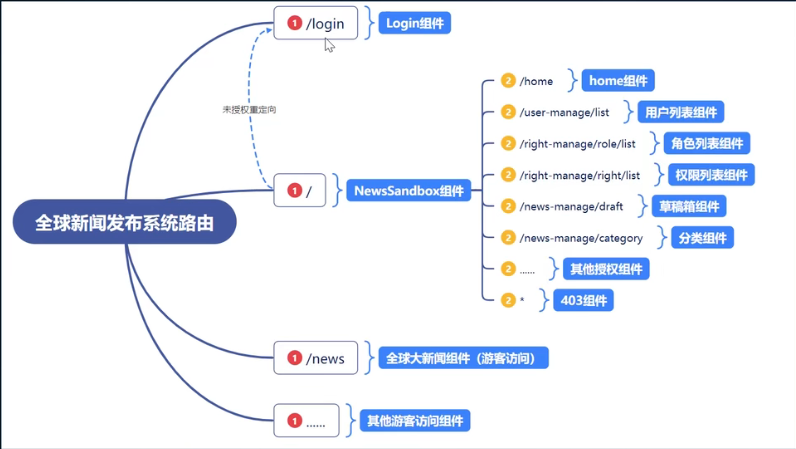 1 /login Login组件
未授权重定向
2 /home home组件
2 /user-manage/list 用户列表组件
2 /right-manage/role/list 角色列表组件
2 /right-manage/right/list 权限列表组件
1 / NewsSandbox组件
2 /news-manage/draft 草稿箱组件
全球新闻发布系统路由
2 /news-manage/category 分类组件
2 ...... 其他授权组件
2 * 403组件
1 /news 全球大新闻组件（游客访问）
1 ...... 其他游客访问组件